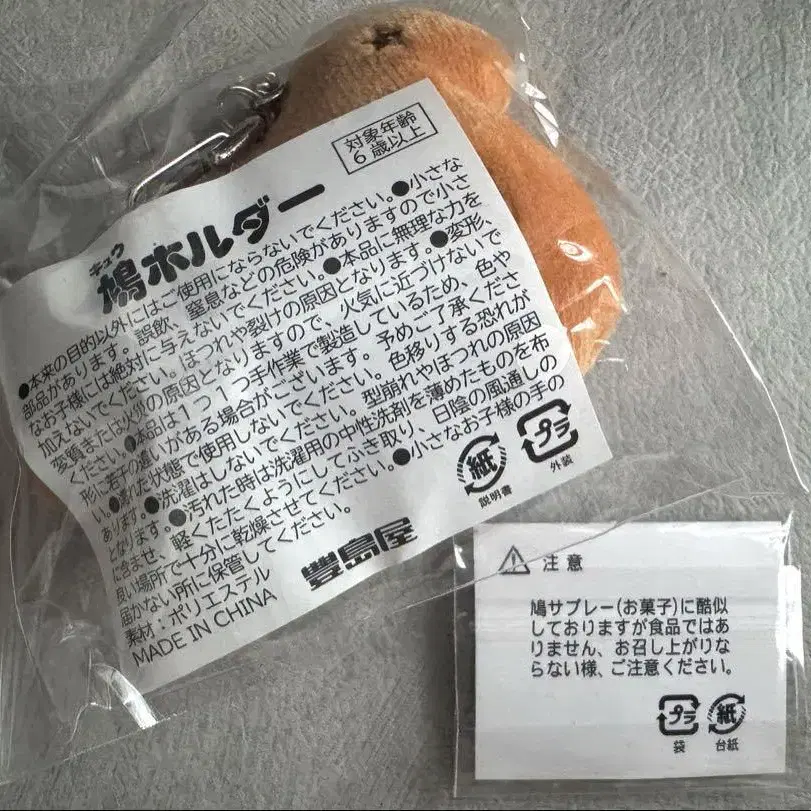 対象年齢
6歳以上
キュウ
鳩ホルダー
●本来の目的以外にはご使用にならないでください。●小さな
部品があります。誤飲、窒息などの危険がありますので小さ
なお子様には絶対に与えないでください。●本品に無理な力を
加えないでください。ほつれや裂けの原因となります。●変形、
変質または火災の原因となりますので、火気に近づけないで
ください。●本品は1つ1つ手作業で製造しているため、色や
形に若干の違いがある場合がございます。予めご了承くださ
い。●濡れた状態で使用しないでください。色移りする恐れが
あります。●洗濯はしないでください。型崩れやほつれの原因
となります。●汚れた時は洗濯用の中性洗剤を薄めたものを布
に含ませ、軽くたたくようにしてふき取り、日陰の風通しの
良い場所で十分に乾燥させてください。●小さなお子様の手の
届かない所に保管してください。
素材：ポリエステル
MADE IN CHINA
豊島屋
紙
説明書
プラ
外装
注意
鳩サブレー(お菓子)に酷似
しておりますが食品ではあ
りません、お召し上がりな
らない様、ご注意ください。
プラ
袋
紙
台紙